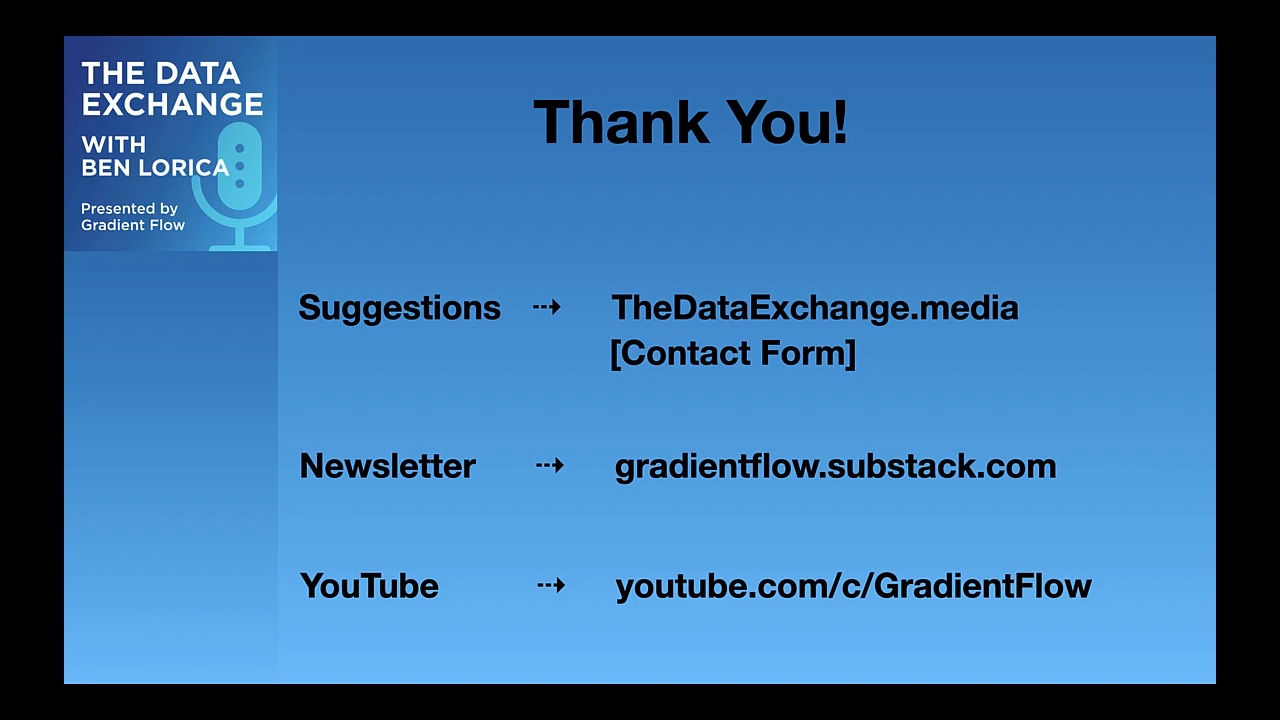 THE DATA
EXCHANGE
WITH
BEN LORICA
Presented by
Gradient Flow
Thank You!
Suggestions ⇢ TheDataExchange.media
[Contact Form]
Newsletter ⇢ gradientflow.substack.com
YouTube ⇢ youtube.com/c/GradientFlow